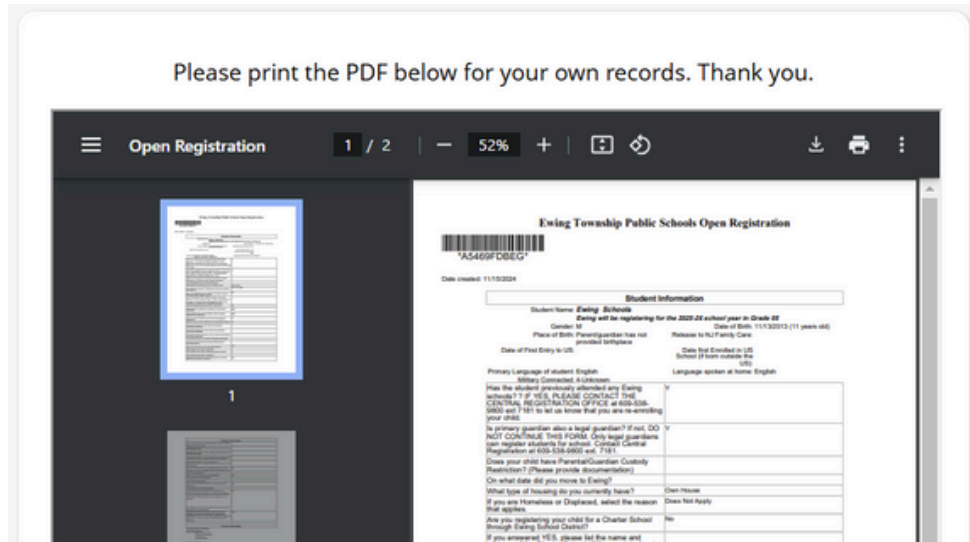 Please print the PDF below for your own records. Thank you.
Open Registration
1 / 2
52%
1
Ewing Township Public Schools Open Registration
*A5469FDBEG*
Date created: 11/15/2024
Student Information
Student Name: Ewing Schools
Ewing will be registering for the 2025-26 school year in Grade 05
Gender: M Date of Birth: 11/13/2013 (11 years old)
Place of Birth: Parent/guardian has not provided birthplace Release to NJ Family Care:
Date of First Entry to US: Date first Enrolled in US School (if born outside the US):
Primary Language of student: English Language spoken at home: English
Military Connected: 4-Unknown
Has the student previously attended any Ewing Y
schools? ? IF YES, PLEASE CONTACT THE
CENTRAL REGISTRATION OFFICE at 609-538-
9800 ext 7181 to let us know that you are re-enrolling
your child.
Is primary guardian also a legal guardian? If not, DO Y
NOT CONTINUE THIS FORM. Only legal guardians
can register students for school. Contact Central
Registration at 609-538-9800 ext. 7181.
Does your child have Parental/Guardian Custody
Restriction? (Please provide documentation)
On what date did you move to Ewing?
What type of housing do you currently have? Own House
If you are Homeless or Displaced, select the reason Does Not Apply
that applies.
Are you registering your child for a Charter School No
through Ewing School District?
If you answered YES, please list the name and